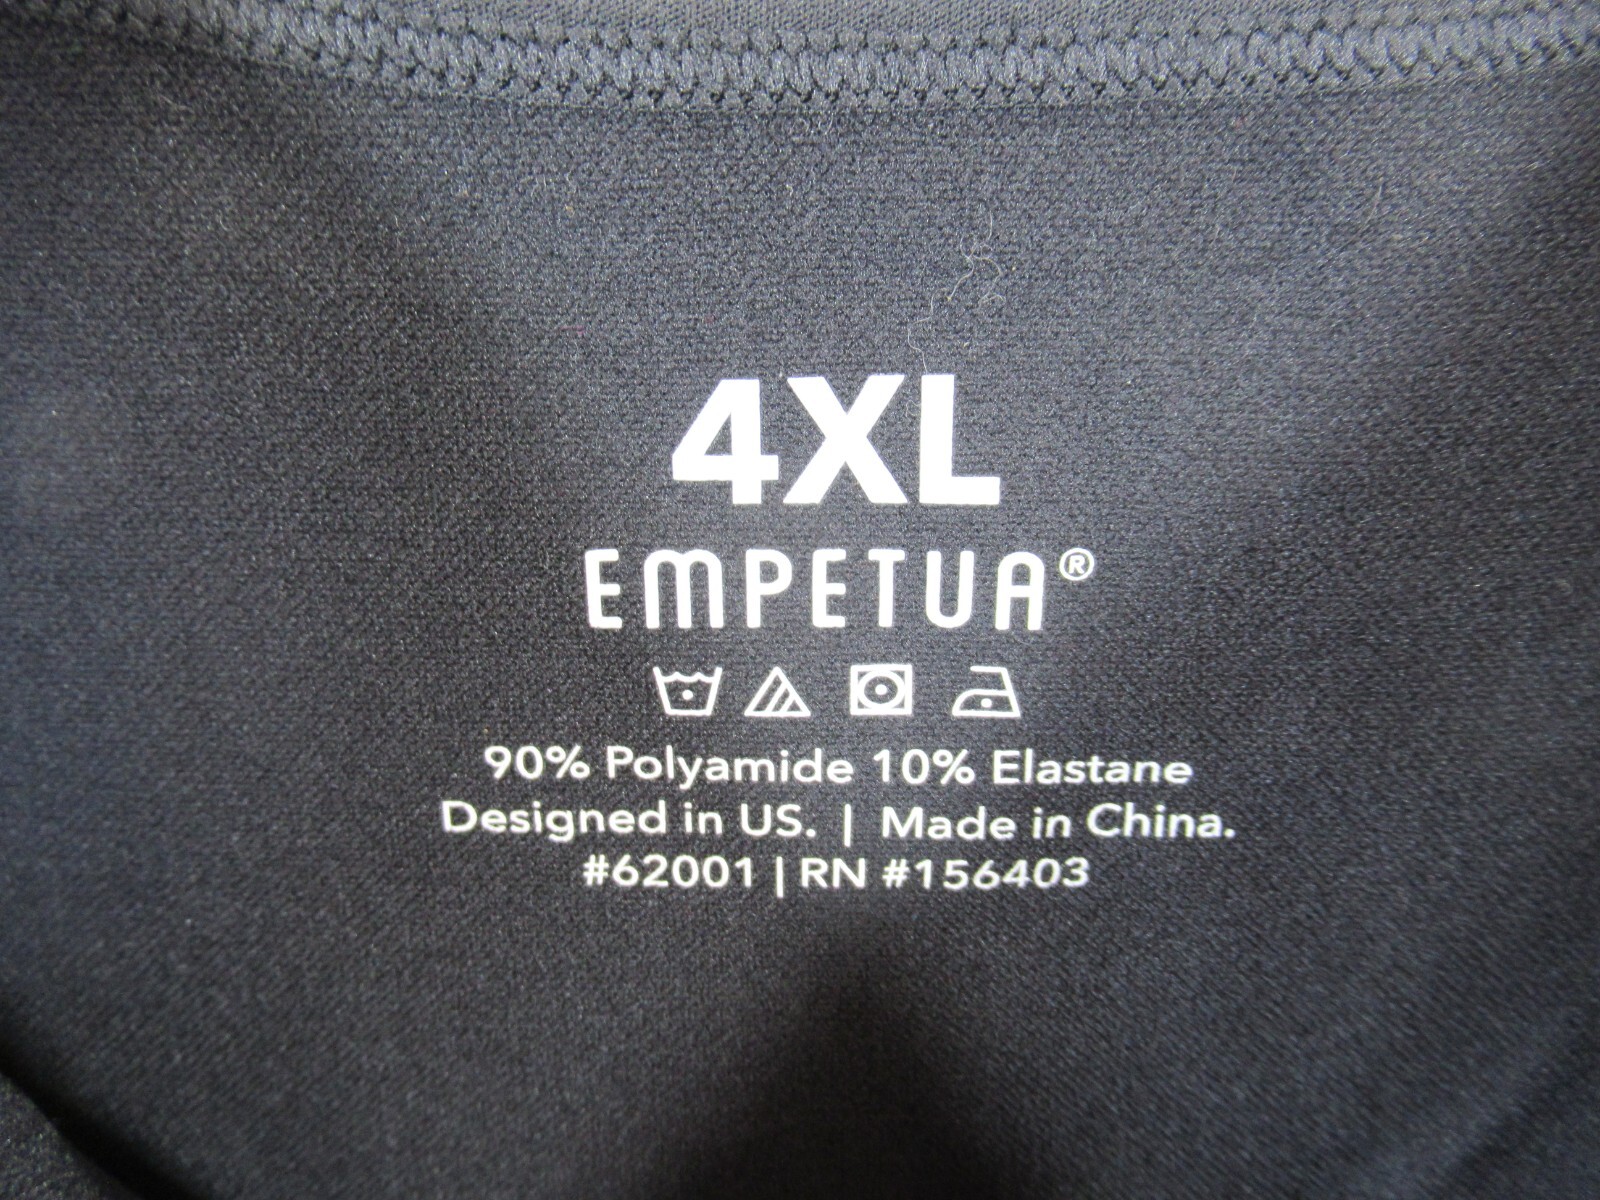 4XL
EMPETUA®
90% Polyamide 10% Elastane
Designed in US. | Made in China.
#62001 | RN #156403